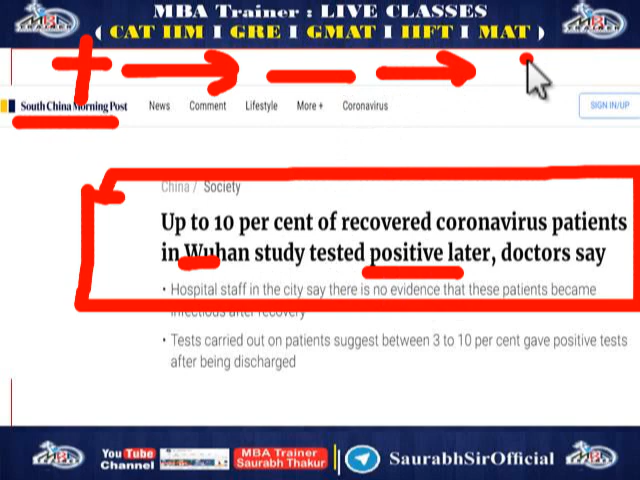 MBA Trainer : LIVE CLASSES
( CAT IIM I GRE I GMAT I IIFT I MAT )
South China Morning Post News Comment Lifestyle More + Coronavirus SIGN IN/UP
China / Society
Up to 10 per cent of recovered coronavirus patients
in Wuhan study tested positive later, doctors say
• Hospital staff in the city say there is no evidence that these patients became
infectious after recovery
• Tests carried out on patients suggest between 3 to 10 per cent gave positive tests
after being discharged
You Tube
Channel
MBA Trainer
Saurabh Thakur
SaurabhSirOfficial